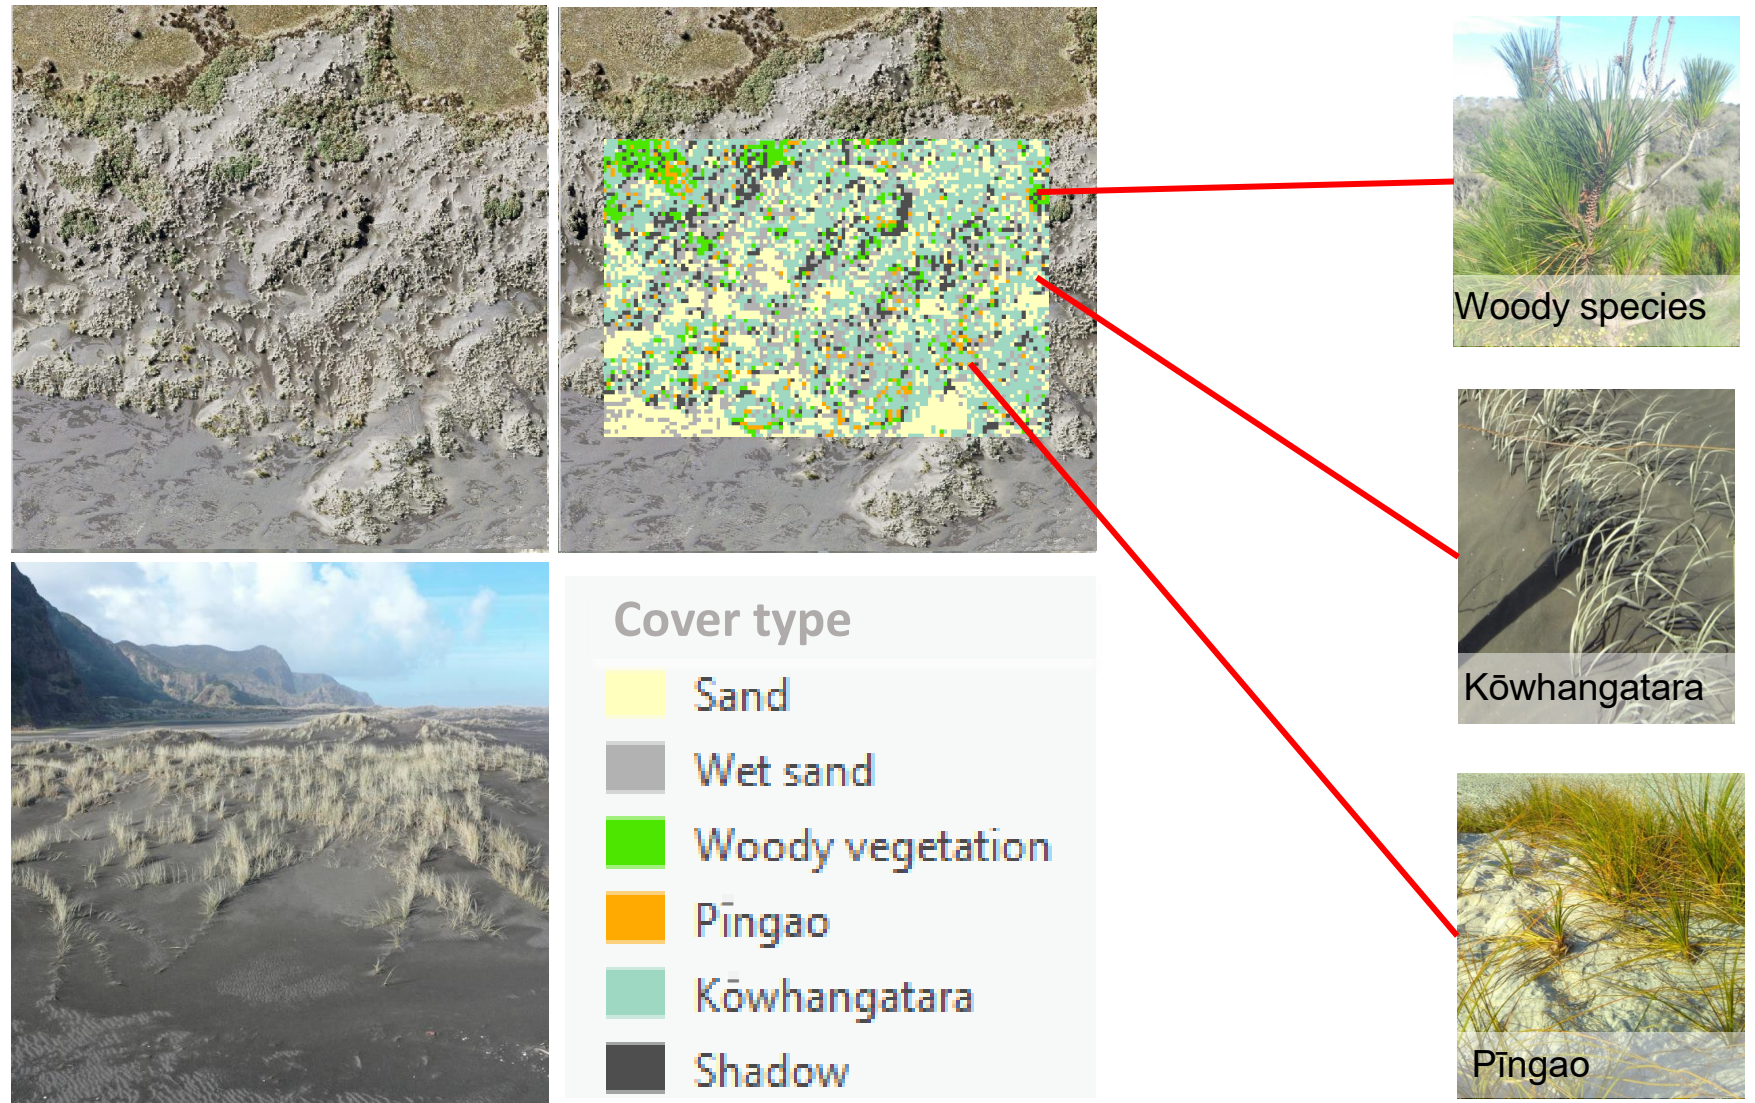 Woody species
Kōwhangatara
Pīngao
Cover type
Sand
Wet sand
Woody vegetation
Pīngao
Kōwhangatara
Shadow